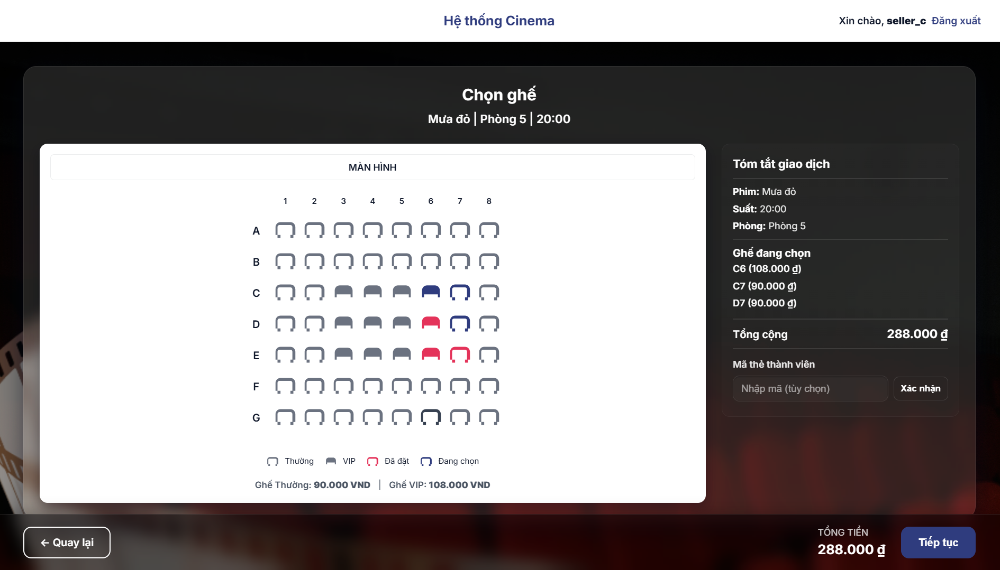 Hệ thống Cinema
Xin chào, seller_c Đăng xuất
Chọn ghế
Mưa đỏ | Phòng 5 | 20:00
MÀN HÌNH
1 2 3 4 5 6 7 8
A
B
C
D
E
F
G
Thường VIP Đã đặt Đang chọn
Ghế Thường: 90.000 VND | Ghế VIP: 108.000 VND
Tóm tắt giao dịch
Phim: Mưa đỏ
Suất: 20:00
Phòng: Phòng 5
Ghế đang chọn
C6 (108.000 ₫)
C7 (90.000 ₫)
D7 (90.000 ₫)
Tổng cộng 288.000 ₫
Mã thẻ thành viên
Nhập mã (tùy chọn) Xác nhận
← Quay lại
TỔNG TIỀN
288.000 ₫
Tiếp tục